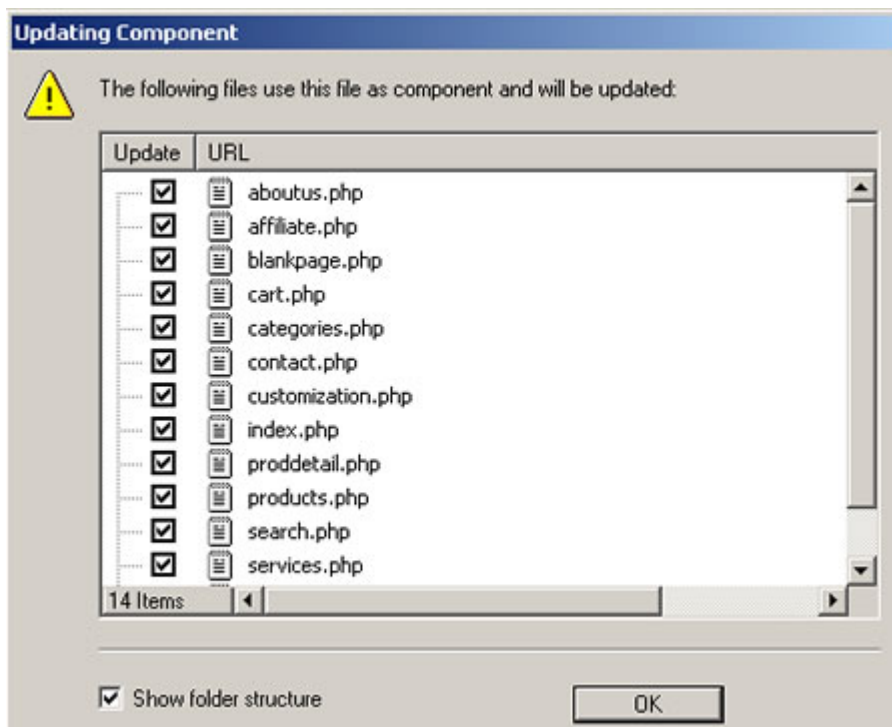 Updating Component
The following files use this file as component and will be updated:
Update URL
aboutus.php
affiliate.php
blankpage.php
cart.php
categories.php
contact.php
customization.php
index.php
proddetail.php
products.php
search.php
services.php
14 Items
Show folder structure
OK